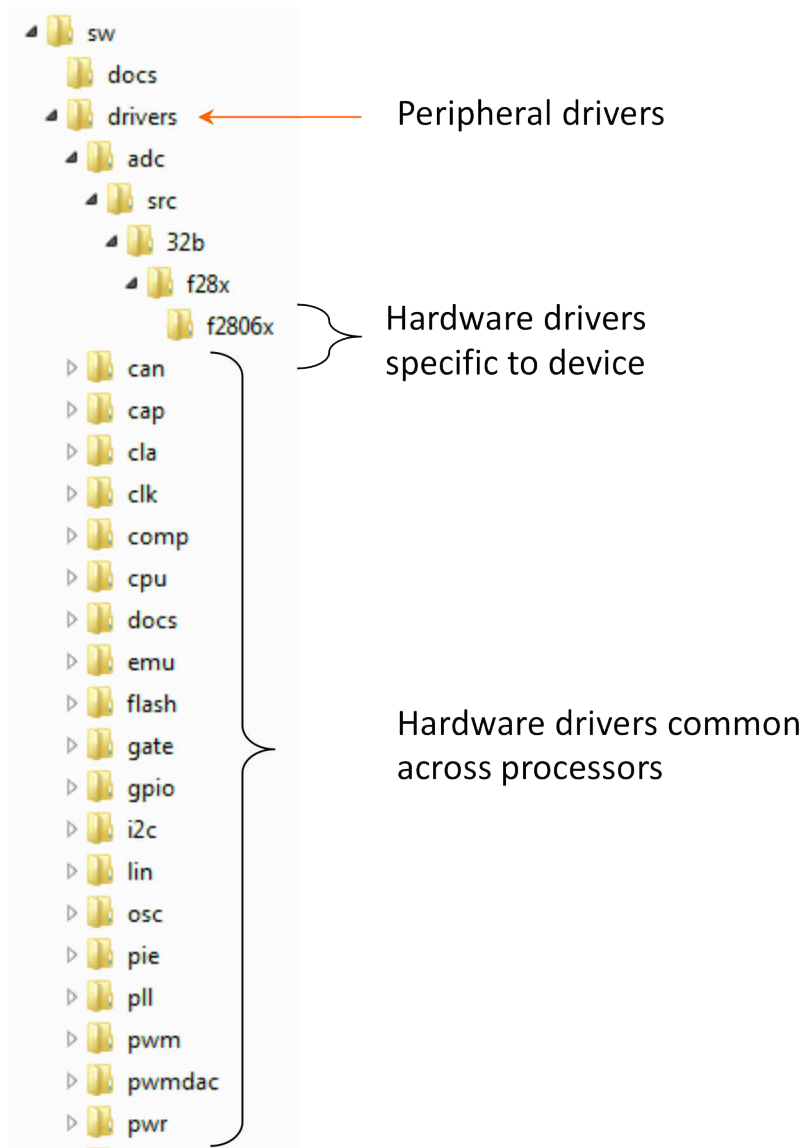 sw
docs
drivers
Peripheral drivers
adc
src
32b
f28x
f2806x
Hardware drivers
specific to device
can
cap
cla
clk
comp
cpu
docs
emu
flash
gate
gpio
Hardware drivers common
across processors
i2c
lin
osc
pie
pll
pwm
pwmdac
pwr